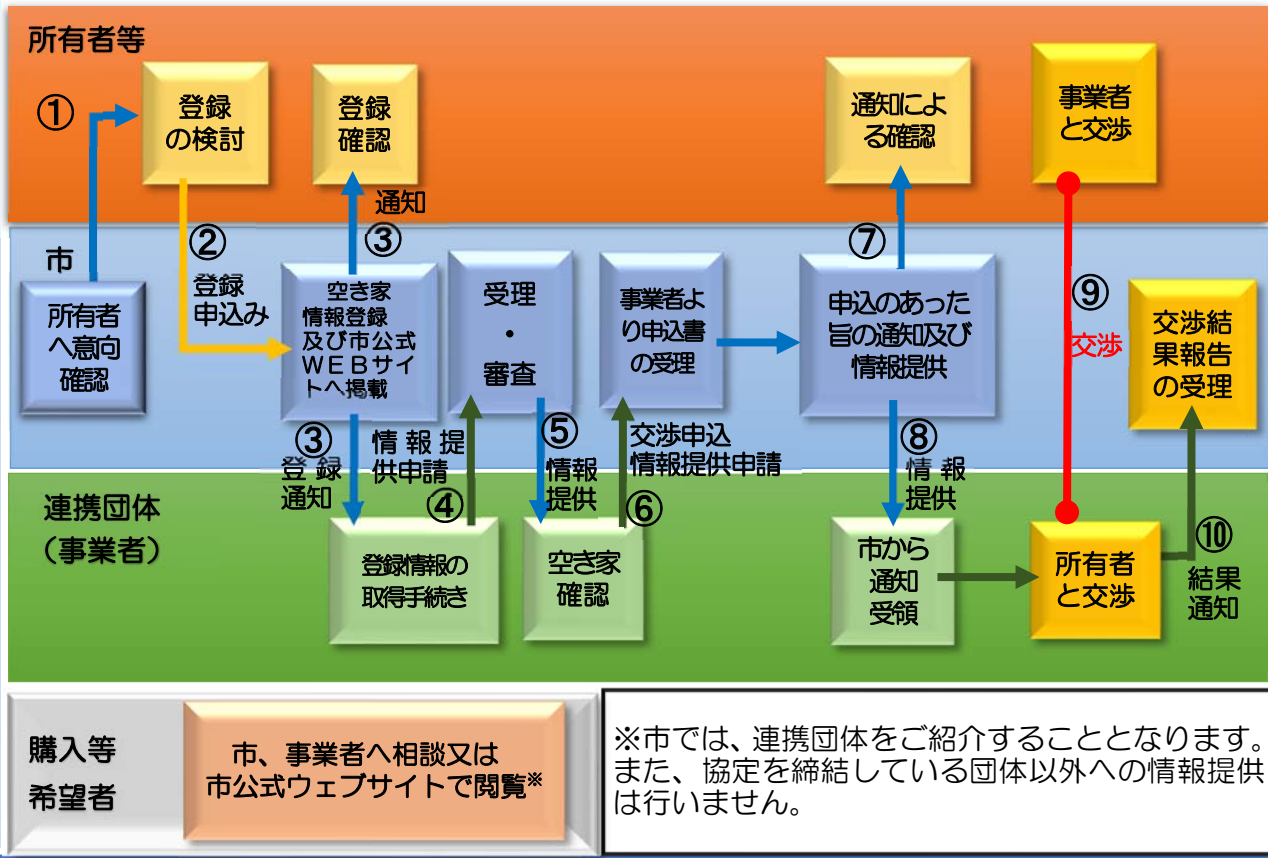 所有者等
①
登録
の検討
登録
確認
通知によ
る確認
事業者
と交渉
通知
②
③
⑦
市
登録
申込み
所有者
へ意向
確認
空き家
情報登録
及び市公式
ＷＥＢサイ
トへ掲載
受理
・
審査
事業者よ
り申込書
の受理
申込のあった
旨の通知及び
情報提供
⑨
交渉
交渉結
果報告
の受理
③
登録
通知
情報提
供申請
④
⑤
情報
提供
交渉申込
情報提供申請
⑥
⑧
情報
提供
連携団体
（事業者）
登録情報の
取得手続き
空き家
確認
市から
通知
受領
所有者
と交渉
⑩
結果
通知
購入等
希望者
市、事業者へ相談又は
市公式ウェブサイトで閲覧※
※市では、連携団体をご紹介することとなります。
また、協定を締結している団体以外への情報提供
は行いません。